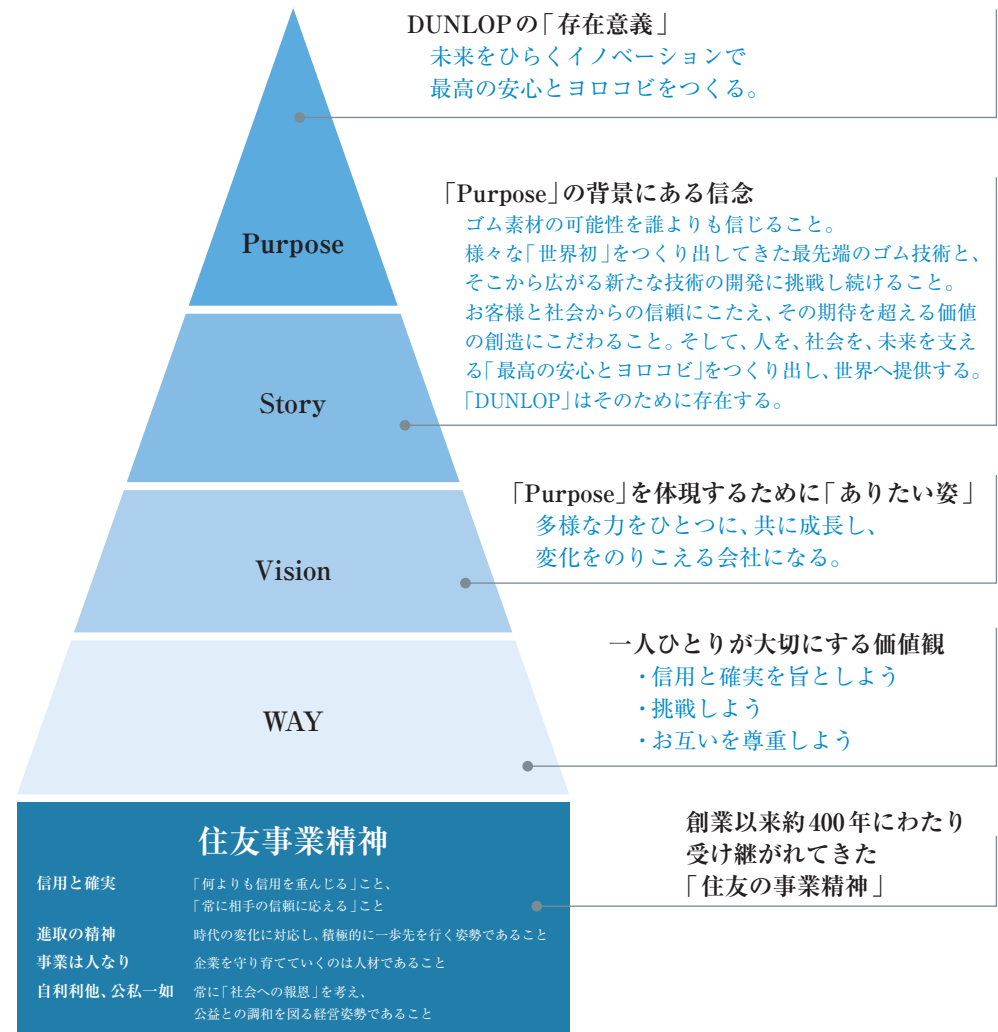 DUNLOPの「存在意義」
未来をひらくイノベーションで
最高の安心とヨロコビをつくる。
Purpose
「Purpose」の背景にある信念
ゴム素材の可能性を誰よりも信じること。
様々な「世界初」をつくり出してきた最先端のゴム技術と、
そこから広がる新たな技術の開発に挑戦し続けること。
お客様と社会からの信頼にこたえ、その期待を超える価値
の創造にこだわること。そして、人を、社会を、未来を支え
る「最高の安心とヨロコビ」をつくり出し、世界へ提供する。
「DUNLOP」はそのために存在する。
Story
「Purpose」を体現するために「ありたい姿」
多様な力をひとつに、共に成長し、
変化をのりこえる会社になる。
Vision
一人ひとりが大切にする価値観
・信用と確実を旨としよう
・挑戦しよう
・お互いを尊重しよう
WAY
創業以来約400年にわたり
受け継がれてきた
「住友の事業精神」
住友事業精神
信用と確実 「何よりも信用を重んじる」こと、
「常に相手の信頼に応える」こと
進取の精神 時代の変化に対応し、積極的に一歩先を行く姿勢であること
事業は人なり 企業を守り育てていくのは人材であること
自利利他、公私一如 常に「社会への報恩」を考え、
公益との調和を図る経営姿勢であること